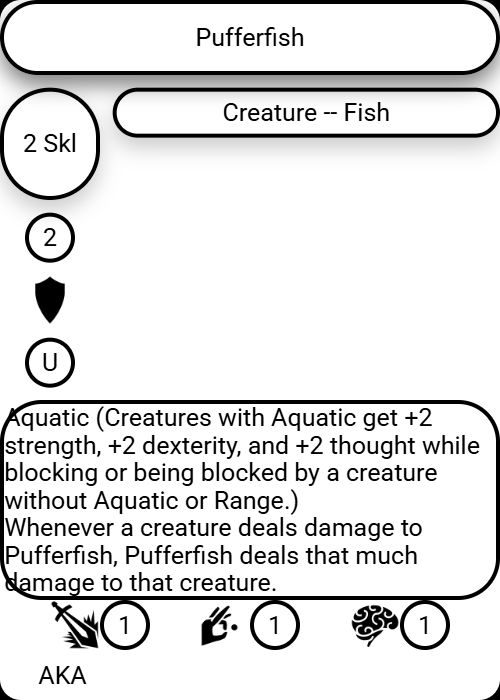 Pufferfish
Creature -- Fish
2 Skl
2
U
Aquatic (Creatures with Aquatic get +2
strength, +2 dexterity, and +2 thought while
blocking or being blocked by a creature
without Aquatic or Range.)
Whenever a creature deals damage to
Pufferfish, Pufferfish deals that much
damage to that creature.
1 1 1
AKA